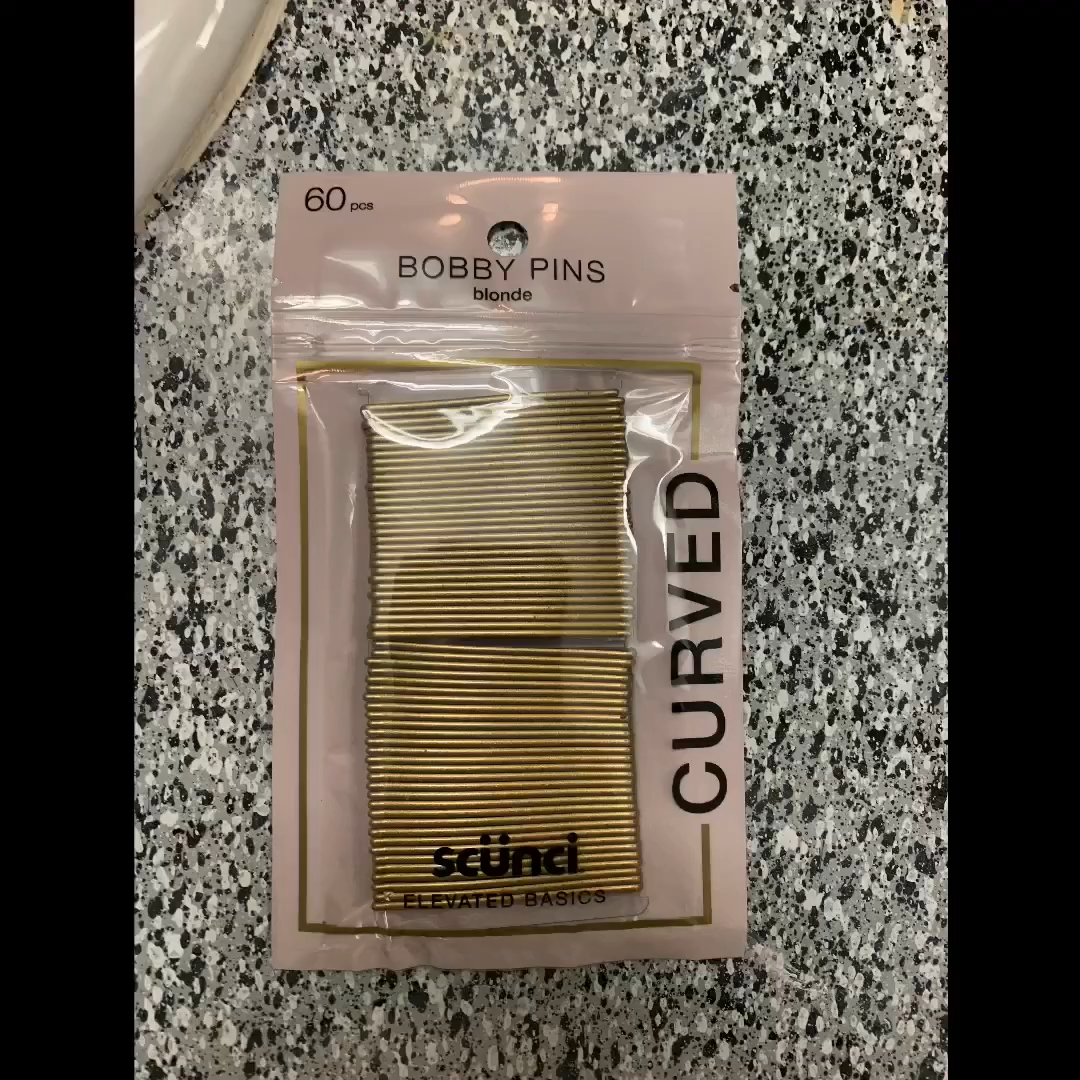 60 pcs
BOBBY PINS
blonde
CURVED
scünci
ELEVATED BASICS